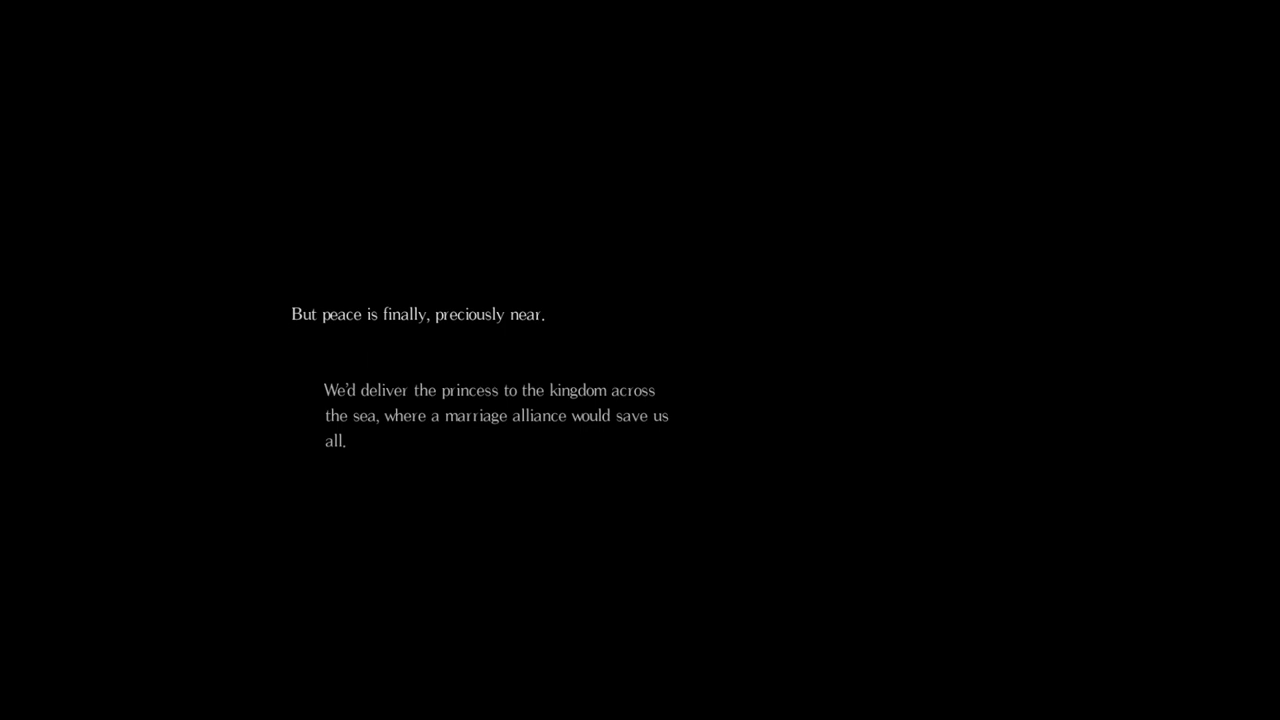 But peace is finally, preciously near.
We'd deliver the princess to the kingdom across
the sea, where a marriage alliance would save us
all.